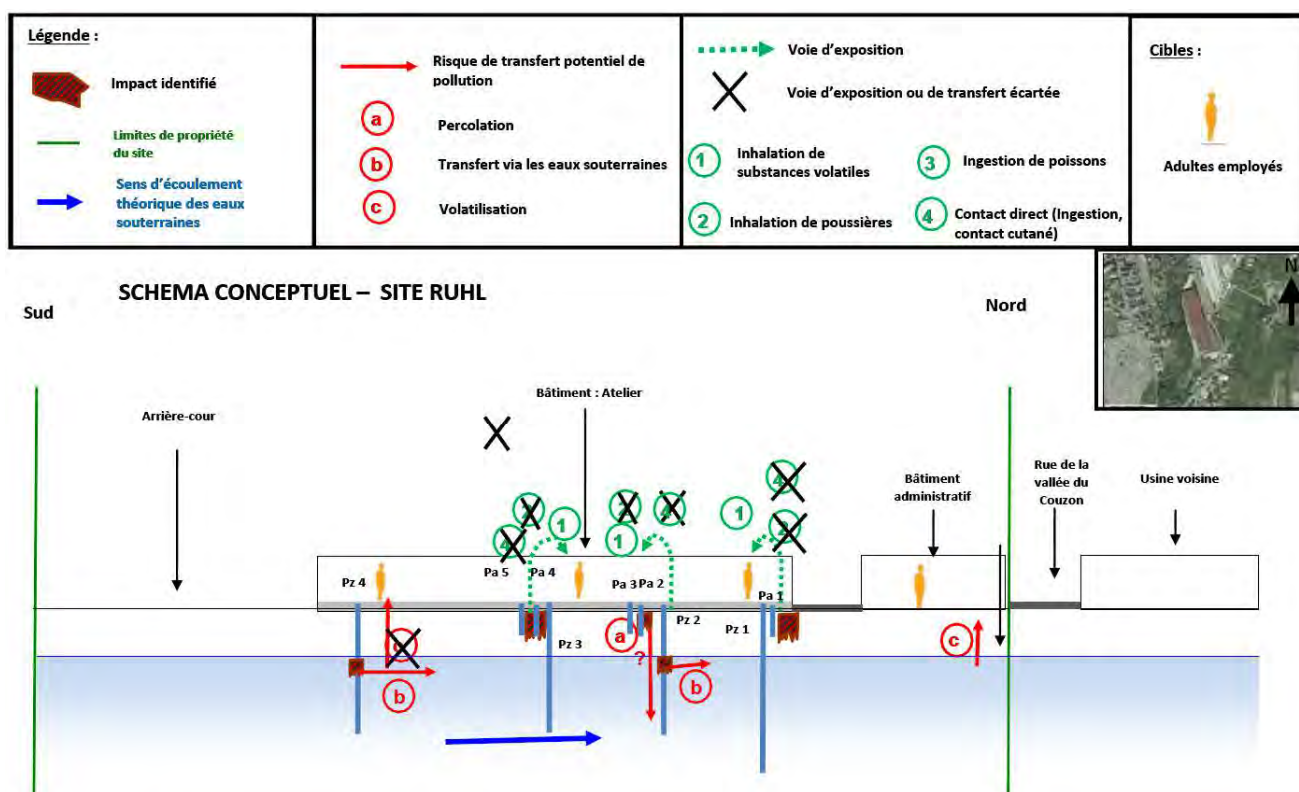 Légende :
Impact identifié
Limites de propriété
du site
Sens d'écoulement
théorique des eaux
souterraines
Risque de transfert potentiel de
pollution
a
Percolation
b
Transfert via les eaux souterraines
c
Volatilisation
Voie d'exposition
Voie d'exposition ou de transfert écartée
1
Inhalation de
substances volatiles
2
Inhalation de poussières
3
Ingestion de poissons
4
Contact direct (Ingestion,
contact cutané)
Cibles :
Adultes employés
N
SCHEMA CONCEPTUEL – SITE RUHL
Sud
Nord
Arrière-cour
Bâtiment : Atelier
Bâtiment
administratif
Rue de la
vallée du
Couzon
Usine voisine
4
2
1
2
4
1
1
2
4
Pz 4
Pa 5
Pa 4
Pa 3
Pa 2
Pa 1
Pz 3
Pz 2
Pz 1
a
?
b
b
c